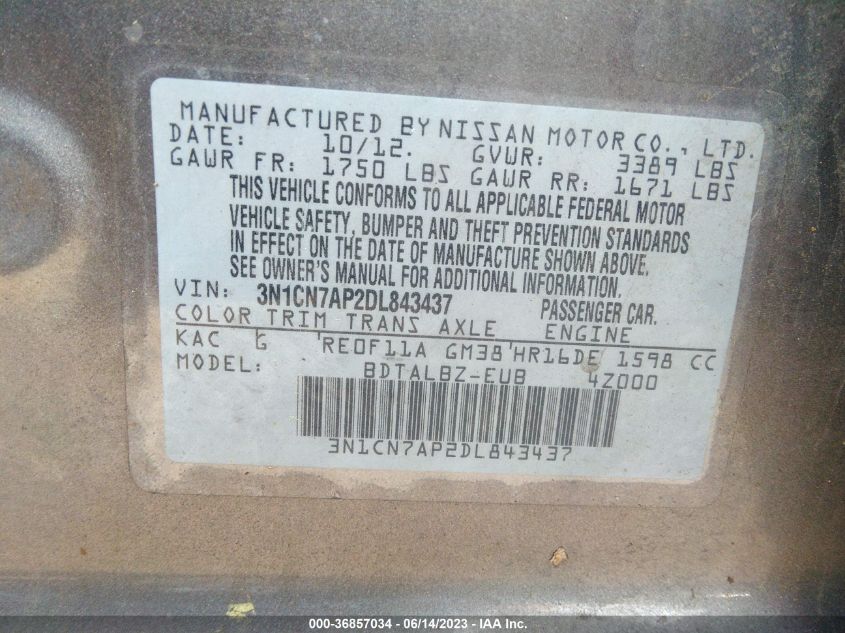 MANUFACTURED BY NISSAN MOTOR CO., LTD.
DATE: 10/12. GVWR: 3389 LBS
GAWR FR: 1750 LBS GAWR RR: 1671 LBS
THIS VEHICLE CONFORMS TO ALL APPLICABLE FEDERAL MOTOR
VEHICLE SAFETY, BUMPER AND THEFT PREVENTION STANDARDS
IN EFFECT ON THE DATE OF MANUFACTURE SHOWN ABOVE.
SEE OWNER'S MANUAL FOR ADDITIONAL INFORMATION.
VIN: 3N1CN7AP2DL843437 PASSENGER CAR.
COLOR TRIM TRANS AXLE ENGINE
KAC G RE0F11A GM38 HR16DE 1598 CC
MODEL: BDTALBZ-EUB 4Z000
3N1CN7AP2DL843437
000-36857034 | 06/14/2023 | © IAA Inc.